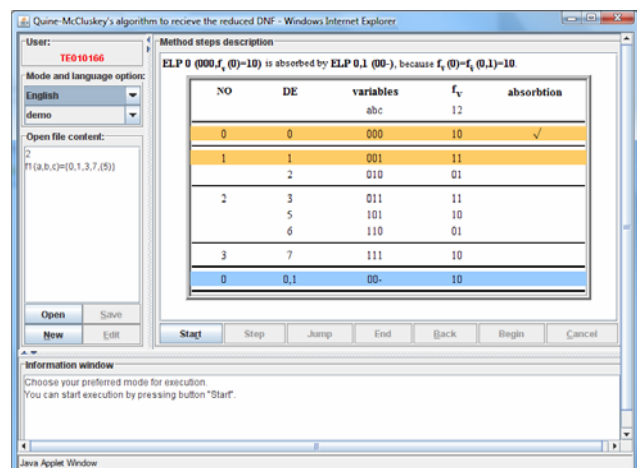 Quine-McCluskey's algorithm to recieve the reduced DNF - Windows Internet Explorer
User:
TE010166
Mode and language option:
English
demo
Open file content:
2
f1(a,b,c)={0,1,3,7,(5)}
Open Save
New Edit
Method steps description
ELP 0 (000,fv (0)=10) is absorbed by ELP 0,1 (00-), because fv (0)=fv (0,1)=10.
NO DE variables fv absorbtion
abc 12
0 0 000 10 √
1 1 001 11
2 010 01
2 3 011 11
5 101 10
6 110 01
3 7 111 10
0 0,1 00- 10
Start Step Jump End Back Begin Cancel
Information window
Choose your preferred mode for execution.
You can start execution by pressing button "Start".
Java Applet Window